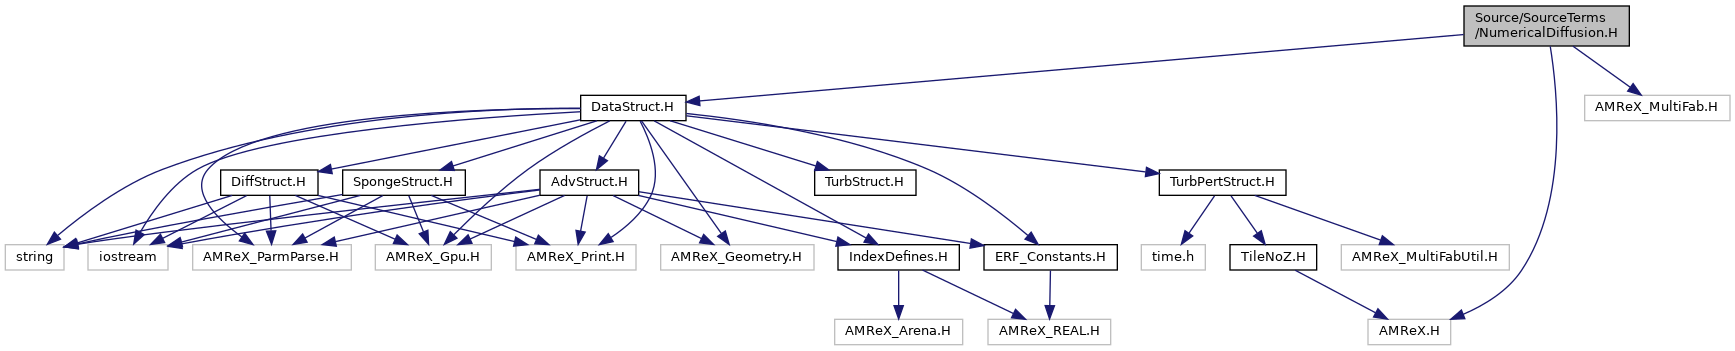 Source/SourceTerms
/NumericalDiffusion.H
DataStruct.H
AMReX_MultiFab.H
DiffStruct.H
SpongeStruct.H
AdvStruct.H
TurbStruct.H
TurbPertStruct.H
string
iostream
AMReX_ParmParse.H
AMReX_Gpu.H
AMReX_Print.H
AMReX_Geometry.H
IndexDefines.H
ERF_Constants.H
time.h
TileNoZ.H
AMReX_MultiFabUtil.H
AMReX_Arena.H
AMReX_REAL.H
AMReX.H